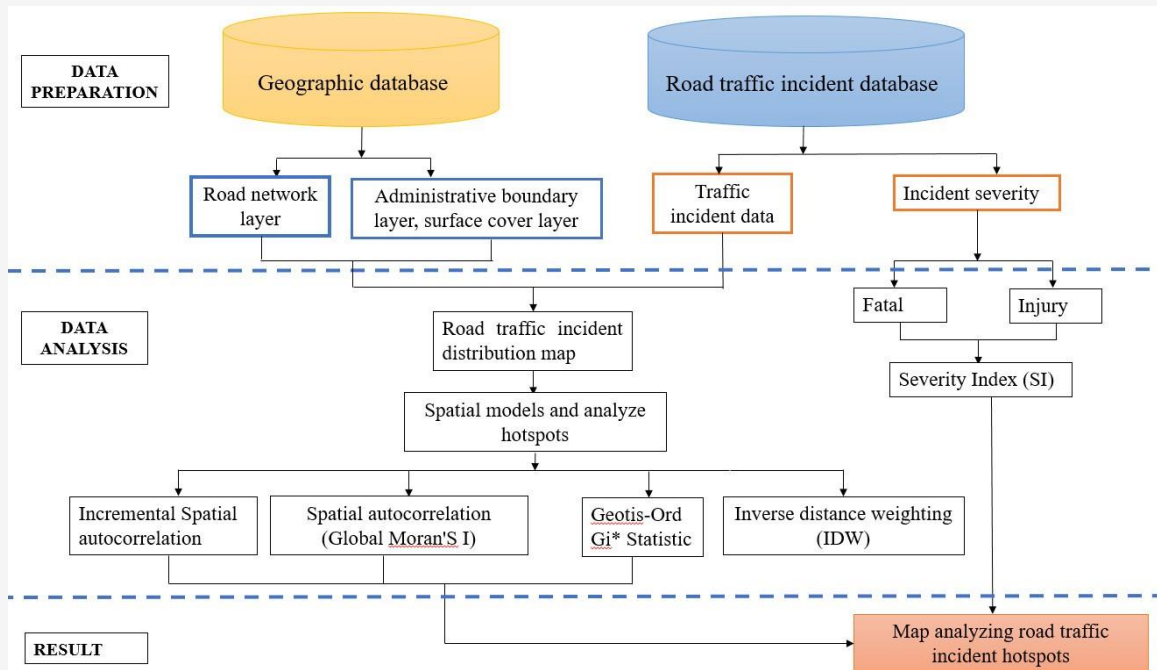 DATA
PREPARATION
Geographic database
Road traffic incident database
Road network
layer
Administrative boundary
layer, surface cover layer
Traffic
incident data
Incident severity
DATA
ANALYSIS
Road traffic incident
distribution map
Fatal
Injury
Severity Index (SI)
Spatial models and analyze
hotspots
Incremental Spatial
autocorrelation
Spatial autocorrelation
(Global Moran'S I)
Geotis-Ord
Gi* Statistic
Inverse distance weighting
(IDW)
RESULT
Map analyzing road traffic
incident hotspots